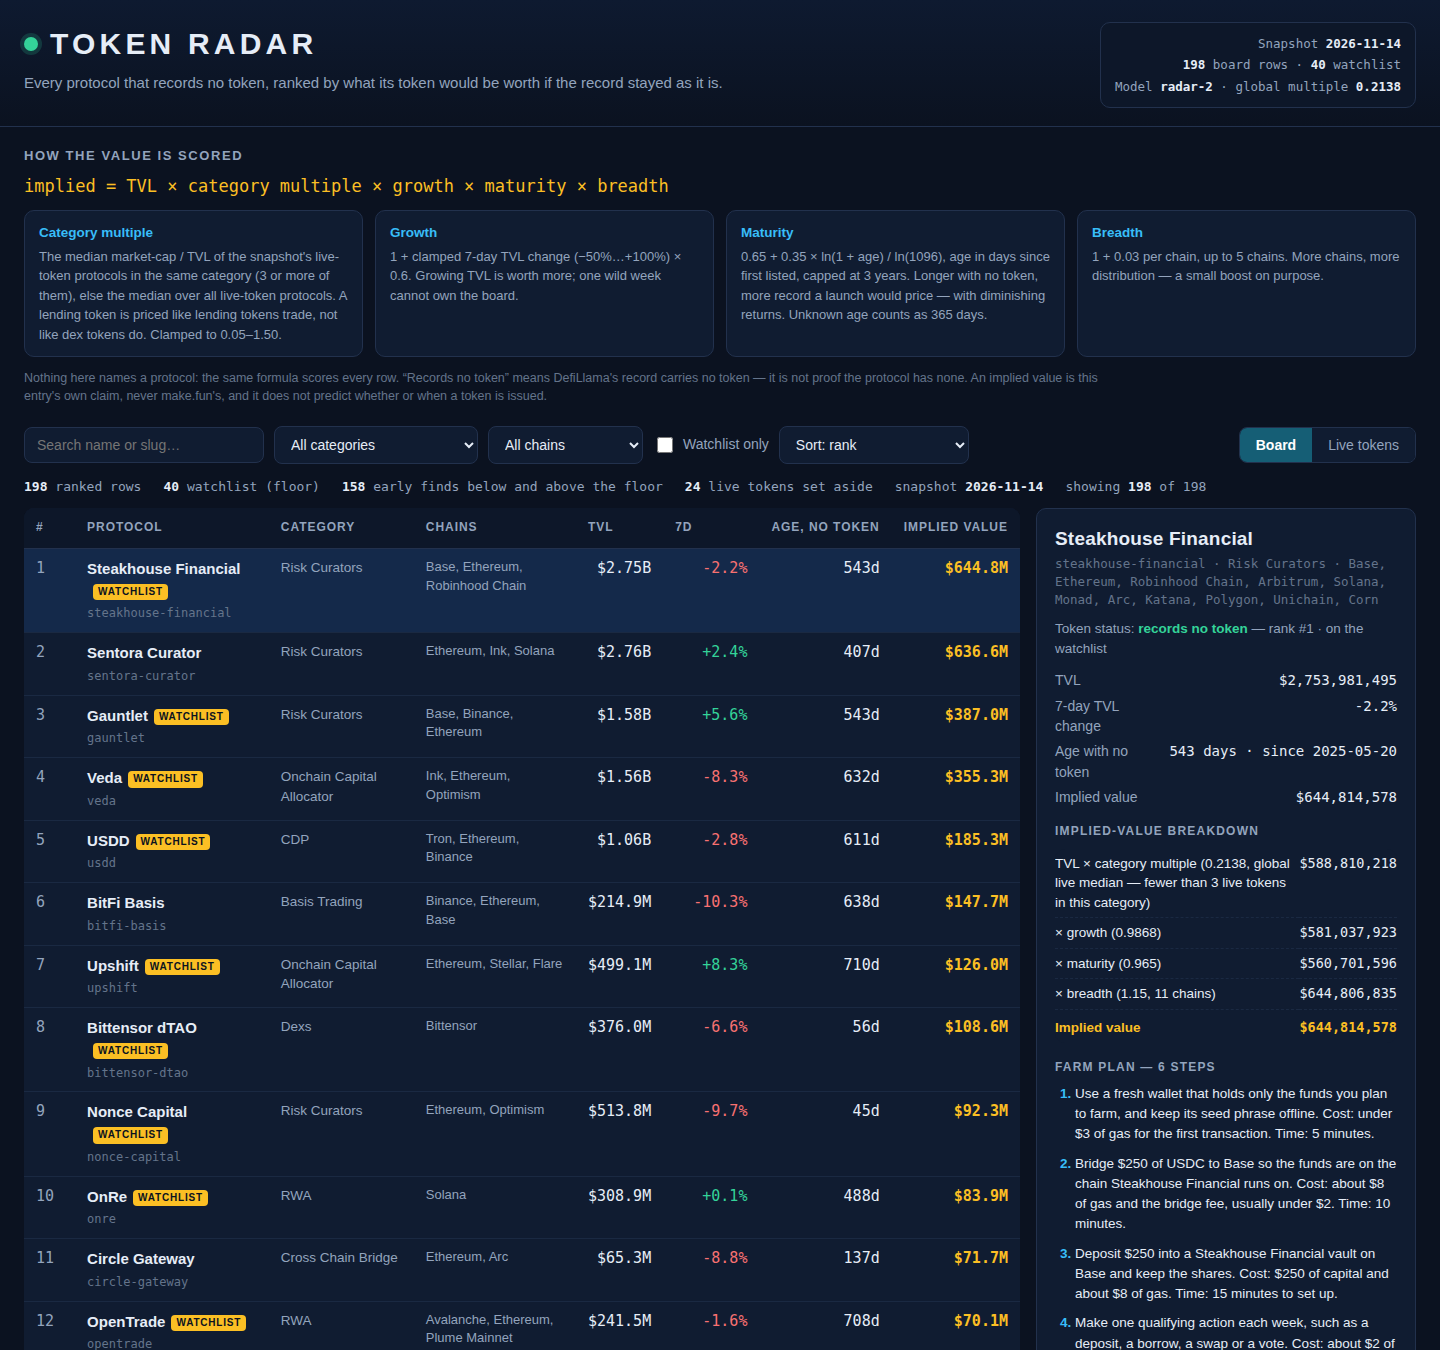 TOKEN RADAR
Every protocol that records no token, ranked by what its token would be worth if the record stayed as it is.
Snapshot 2026-11-14
198 board rows · 40 watchlist
Model radar-2 · global multiple 0.2138
HOW THE VALUE IS SCORED
implied = TVL × category multiple × growth × maturity × breadth
Category multiple
The median market-cap / TVL of the snapshot's live-
token protocols in the same category (3 or more of
them), else the median over all live-token protocols. A
lending token is priced like lending tokens trade, not
like dex tokens do. Clamped to 0.05–1.50.
Growth
1 + clamped 7-day TVL change (−50%…+100%) ×
0.6. Growing TVL is worth more; one wild week
cannot own the board.
Maturity
0.65 + 0.35 × ln(1 + age) / ln(1096), age in days since
first listed, capped at 3 years. Longer with no token,
more record a launch would price — with diminishing
returns. Unknown age counts as 365 days.
Breadth
1 + 0.03 per chain, up to 5 chains. More chains, more
distribution — a small boost on purpose.
Nothing here names a protocol: the same formula scores every row. “Records no token” means DefiLlama's record carries no token — it is not proof the protocol has none. An implied value is this
entry's own claim, never make.fun's, and it does not predict whether or when a token is issued.
Search name or slug…
All categories
All chains
Watchlist only
Sort: rank
Board
Live tokens
198 ranked rows 40 watchlist (floor) 158 early finds below and above the floor 24 live tokens set aside snapshot 2026-11-14 showing 198 of 198
# PROTOCOL CATEGORY CHAINS TVL 7D AGE, NO TOKEN IMPLIED VALUE
1 Steakhouse Financial Risk Curators Base, Ethereum, $2.75B -2.2% 543d $644.8M
Robinhood Chain
WATCHLIST
steakhouse-financial
2 Sentora Curator Risk Curators Ethereum, Ink, Solana $2.76B +2.4% 407d $636.6M
sentora-curator
3 Gauntlet WATCHLIST Risk Curators Base, Binance, $1.58B +5.6% 543d $387.0M
Ethereum
gauntlet
4 Veda WATCHLIST Onchain Capital Ink, Ethereum, $1.56B -8.3% 632d $355.3M
Allocator Optimism
veda
5 USDD WATCHLIST CDP Tron, Ethereum, $1.06B -2.8% 611d $185.3M
Binance
usdd
6 BitFi Basis Basis Trading Binance, Ethereum, $214.9M -10.3% 638d $147.7M
Base
bitfi-basis
7 Upshift WATCHLIST Onchain Capital Ethereum, Stellar, Flare $499.1M +8.3% 710d $126.0M
Allocator
upshift
8 Bittensor dTAO Dexs Bittensor $376.0M -6.6% 56d $108.6M
WATCHLIST
bittensor-dtao
9 Nonce Capital Risk Curators Ethereum, Optimism $513.8M -9.7% 45d $92.3M
WATCHLIST
nonce-capital
10 OnRe WATCHLIST RWA Solana $308.9M +0.1% 488d $83.9M
onre
11 Circle Gateway Cross Chain Bridge Ethereum, Arc $65.3M -8.8% 137d $71.7M
circle-gateway
12 OpenTrade WATCHLIST RWA Avalanche, Ethereum, $241.5M -1.6% 708d $70.1M
Plume Mainnet
opentrade
Steakhouse Financial
steakhouse-financial · Risk Curators · Base,
Ethereum, Robinhood Chain, Arbitrum, Solana,
Monad, Arc, Katana, Polygon, Unichain, Corn
Token status: records no token — rank #1 · on the
watchlist
TVL $2,753,981,495
7-day TVL -2.2%
change
Age with no 543 days · since 2025-05-20
token
Implied value $644,814,578
IMPLIED-VALUE BREAKDOWN
TVL × category multiple (0.2138, global $588,810,218
live median — fewer than 3 live tokens
in this category)
× growth (0.9868) $581,037,923
× maturity (0.965) $560,701,596
× breadth (1.15, 11 chains) $644,806,835
Implied value $644,814,578
FARM PLAN — 6 STEPS
1. Use a fresh wallet that holds only the funds you plan
to farm, and keep its seed phrase offline. Cost: under
$3 of gas for the first transaction. Time: 5 minutes.
2. Bridge $250 of USDC to Base so the funds are on the
chain Steakhouse Financial runs on. Cost: about $8
of gas and the bridge fee, usually under $2. Time: 10
minutes.
3. Deposit $250 into a Steakhouse Financial vault on
Base and keep the shares. Cost: $250 of capital and
about $8 of gas. Time: 15 minutes to set up.
4. Make one qualifying action each week, such as a
deposit, a borrow, a swap or a vote. Cost: about $2 of